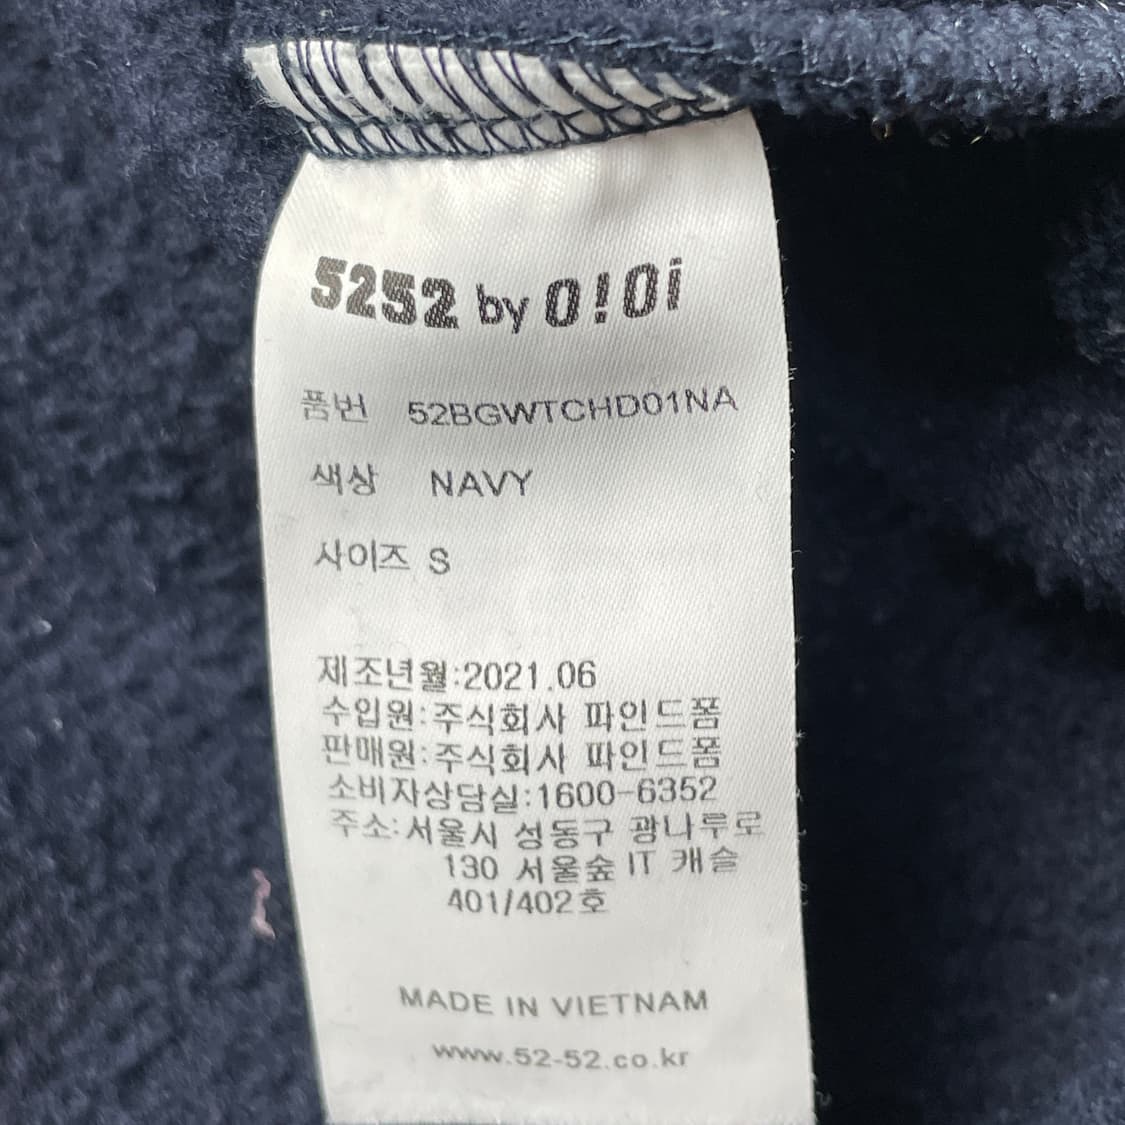 5252 by O!Oi
품번 52BGWTCHD01NA
색상 NAVY
사이즈 S
제조년월:2021.06
수입원:주식회사 파인드폼
판매원:주식회사 파인드폼
소비자상담실:1600-6352
주소:서울시 성동구 광나루로
130 서울숲 IT 캐슬
401/402호
MADE IN VIETNAM
www.52-52.co.kr